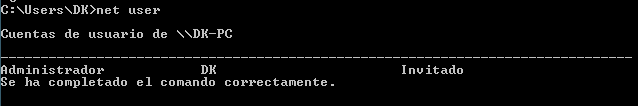 C:\Users\DK>net user
Cuentas de usuario de \\DK-PC
-------------------------------------------------------------------------------
Administrador            DK                       Invitado
Se ha completado el comando correctamente.